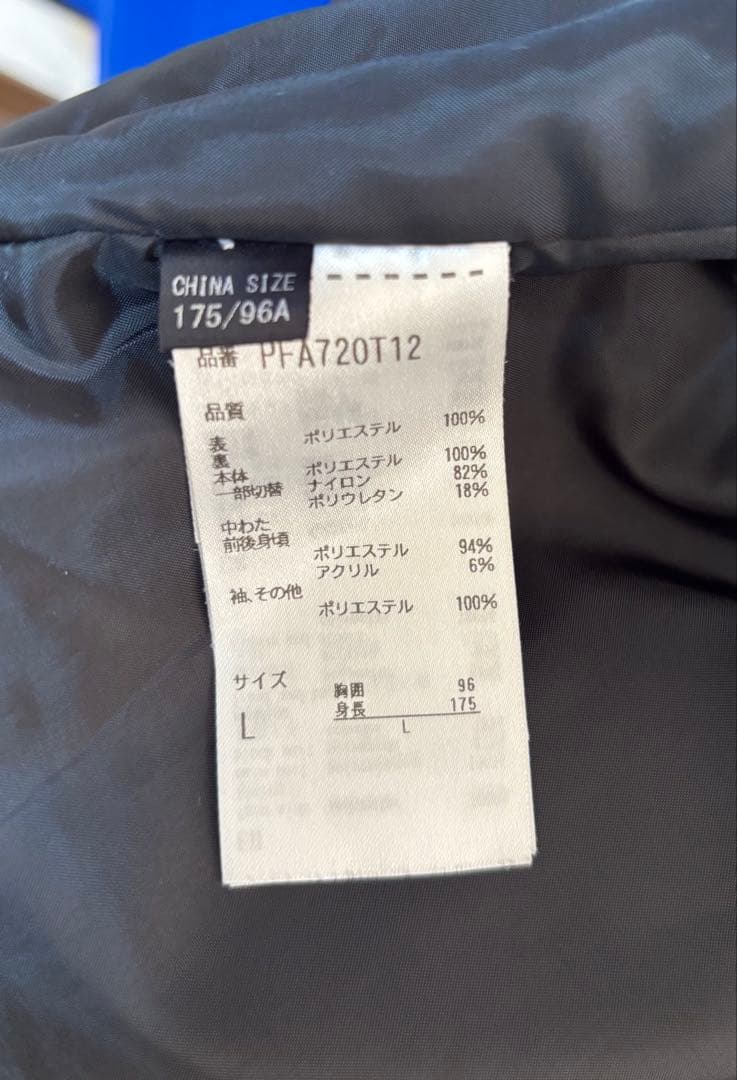 CHINA SIZE
175/96A
品番 PFA720T12
品質
表 ポリエステル 100%
裏
本体 ポリエステル 100%
一部切替 ナイロン 82%
ポリウレタン 18%
中わた
前後身頃 ポリエステル 94%
アクリル 6%
袖、その他 ポリエステル 100%
サイズ 胸囲 96
身長 175
L L